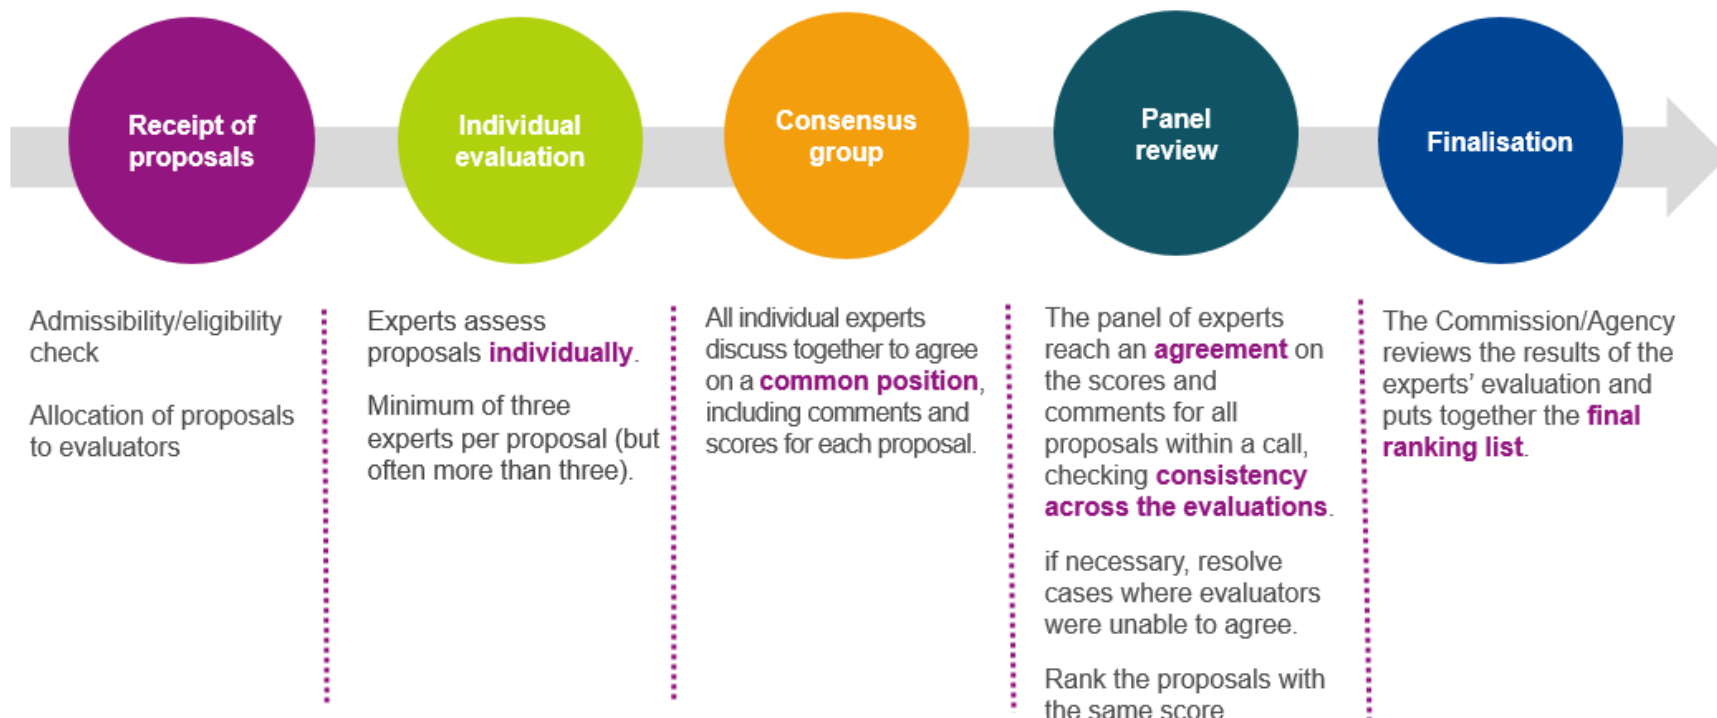 Receipt of
proposals
Individual
evaluation
Consensus
group
Panel
review
Finalisation
Admissibility/eligibility
check
Allocation of proposals
to evaluators
Experts assess
proposals individually.
Minimum of three
experts per proposal (but
often more than three).
All individual experts
discuss together to agree
on a common position,
including comments and
scores for each proposal.
The panel of experts
reach an agreement on
the scores and
comments for all
proposals within a call,
checking consistency
across the evaluations.
if necessary, resolve
cases where evaluators
were unable to agree.
Rank the proposals with
the same score
The Commission/Agency
reviews the results of the
experts’ evaluation and
puts together the final
ranking list.